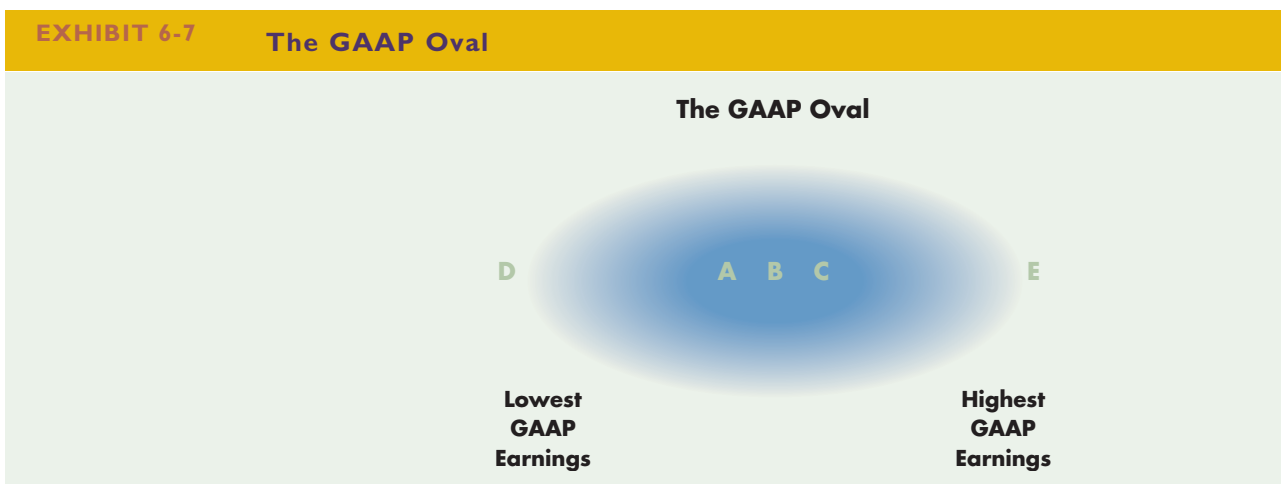 EXHIBIT 6-7 The GAAP Oval
The GAAP Oval
D A B C E
Lowest Highest
GAAP GAAP
Earnings Earnings